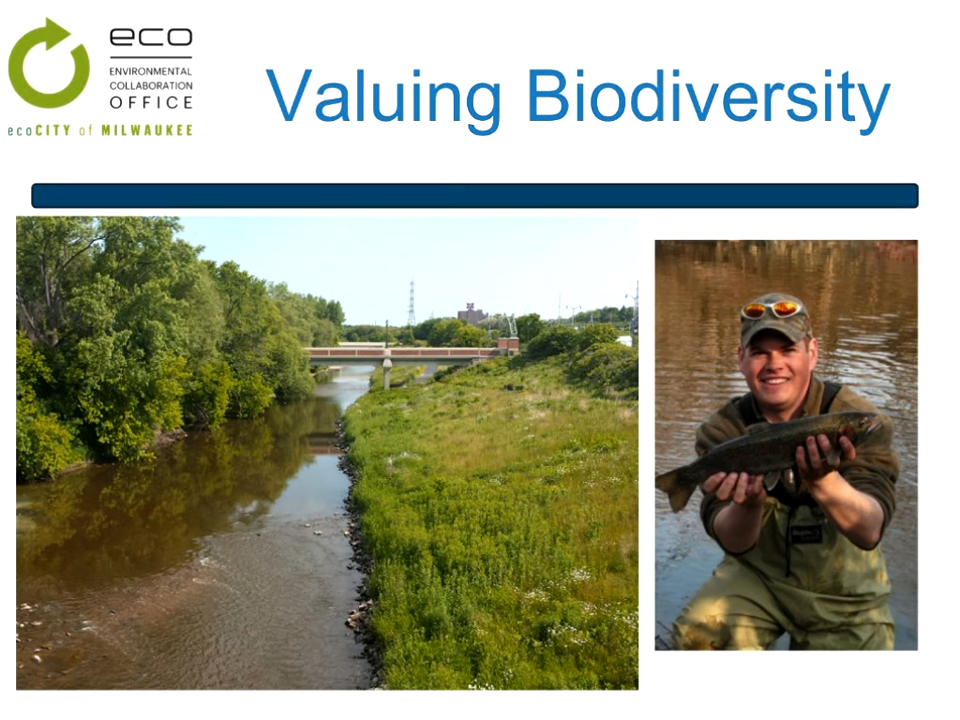 eco
ENVIRONMENTAL
COLLABORATION
OFFICE
ecoCITY of MILWAUKEE
Valuing Biodiversity